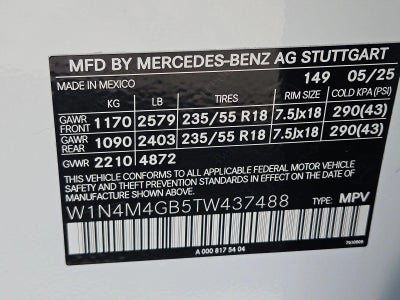 MFD BY MERCEDES-BENZ AG STUTTGART
MADE IN MEXICO 149 05/25
KG LB TIRES RIM SIZE COLD KPA (PSI)
GAWR FRONT 1170 2579 235/55 R18 7.5Jx18 290(43)
GAWR REAR 1090 2403 235/55 R18 7.5Jx18 290(43)
GVWR 2210 4872
THIS VEHICLE CONFORMS TO ALL APPLICABLE FEDERAL MOTOR VEHICLE
SAFETY AND THEFT PREVENTION STANDARDS IN EFFECT ON THE DATE OF
MANUFACTURE SHOWN ABOVE.
W1N4M4GB5TW437488 TYPE: MPV
A 000 817 54 04